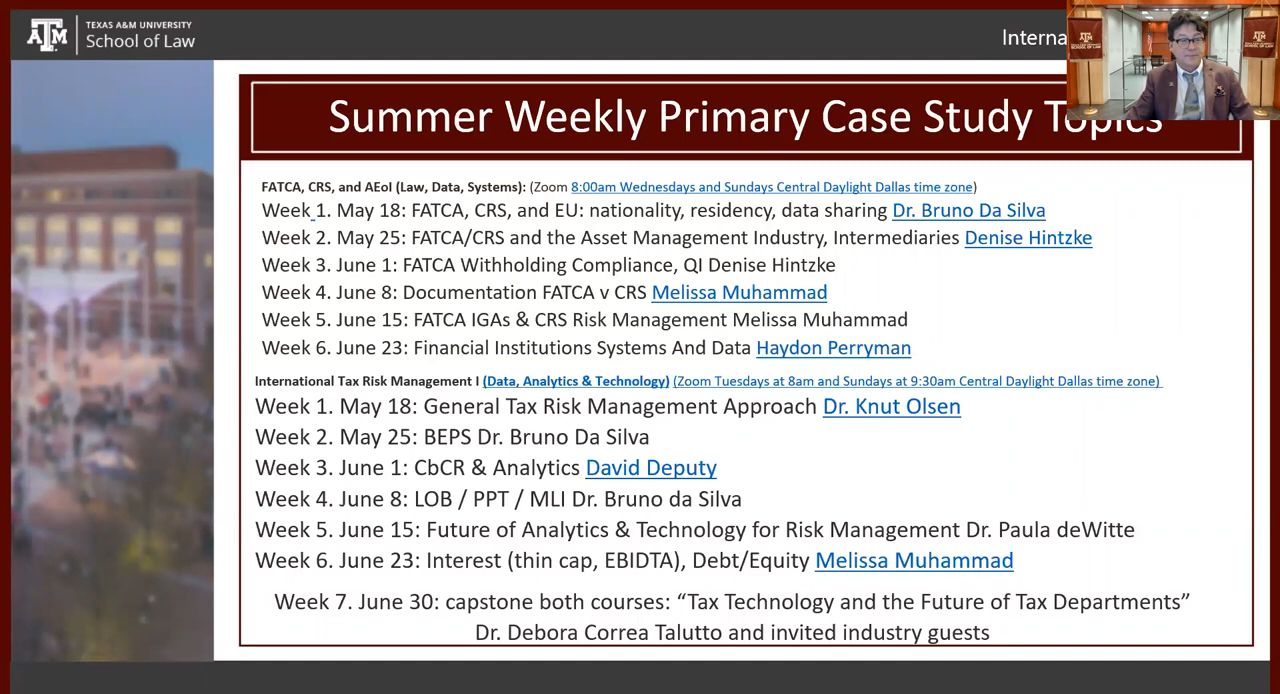 TEXAS A&M UNIVERSITY
School of Law
Interna
ATM
Summer Weekly Primary Case Study Topics
FATCA, CRS, and AEoI (Law, Data, Systems): (Zoom 8:00am Wednesdays and Sundays Central Daylight Dallas time zone)
Week 1. May 18: FATCA, CRS, and EU: nationality, residency, data sharing Dr. Bruno Da Silva
Week 2. May 25: FATCA/CRS and the Asset Management Industry, Intermediaries Denise Hintzke
Week 3. June 1: FATCA Withholding Compliance, QI Denise Hintzke
Week 4. June 8: Documentation FATCA v CRS Melissa Muhammad
Week 5. June 15: FATCA IGAs & CRS Risk Management Melissa Muhammad
Week 6. June 23: Financial Institutions Systems And Data Haydon Perryman
International Tax Risk Management I (Data, Analytics & Technology) (Zoom Tuesdays at 8am and Sundays at 9:30am Central Daylight Dallas time zone)
Week 1. May 18: General Tax Risk Management Approach Dr. Knut Olsen
Week 2. May 25: BEPS Dr. Bruno Da Silva
Week 3. June 1: CbCR & Analytics David Deputy
Week 4. June 8: LOB / PPT / MLI Dr. Bruno da Silva
Week 5. June 15: Future of Analytics & Technology for Risk Management Dr. Paula deWitte
Week 6. June 23: Interest (thin cap, EBIDTA), Debt/Equity Melissa Muhammad
Week 7. June 30: capstone both courses: “Tax Technology and the Future of Tax Departments”
Dr. Debora Correa Talutto and invited industry guests